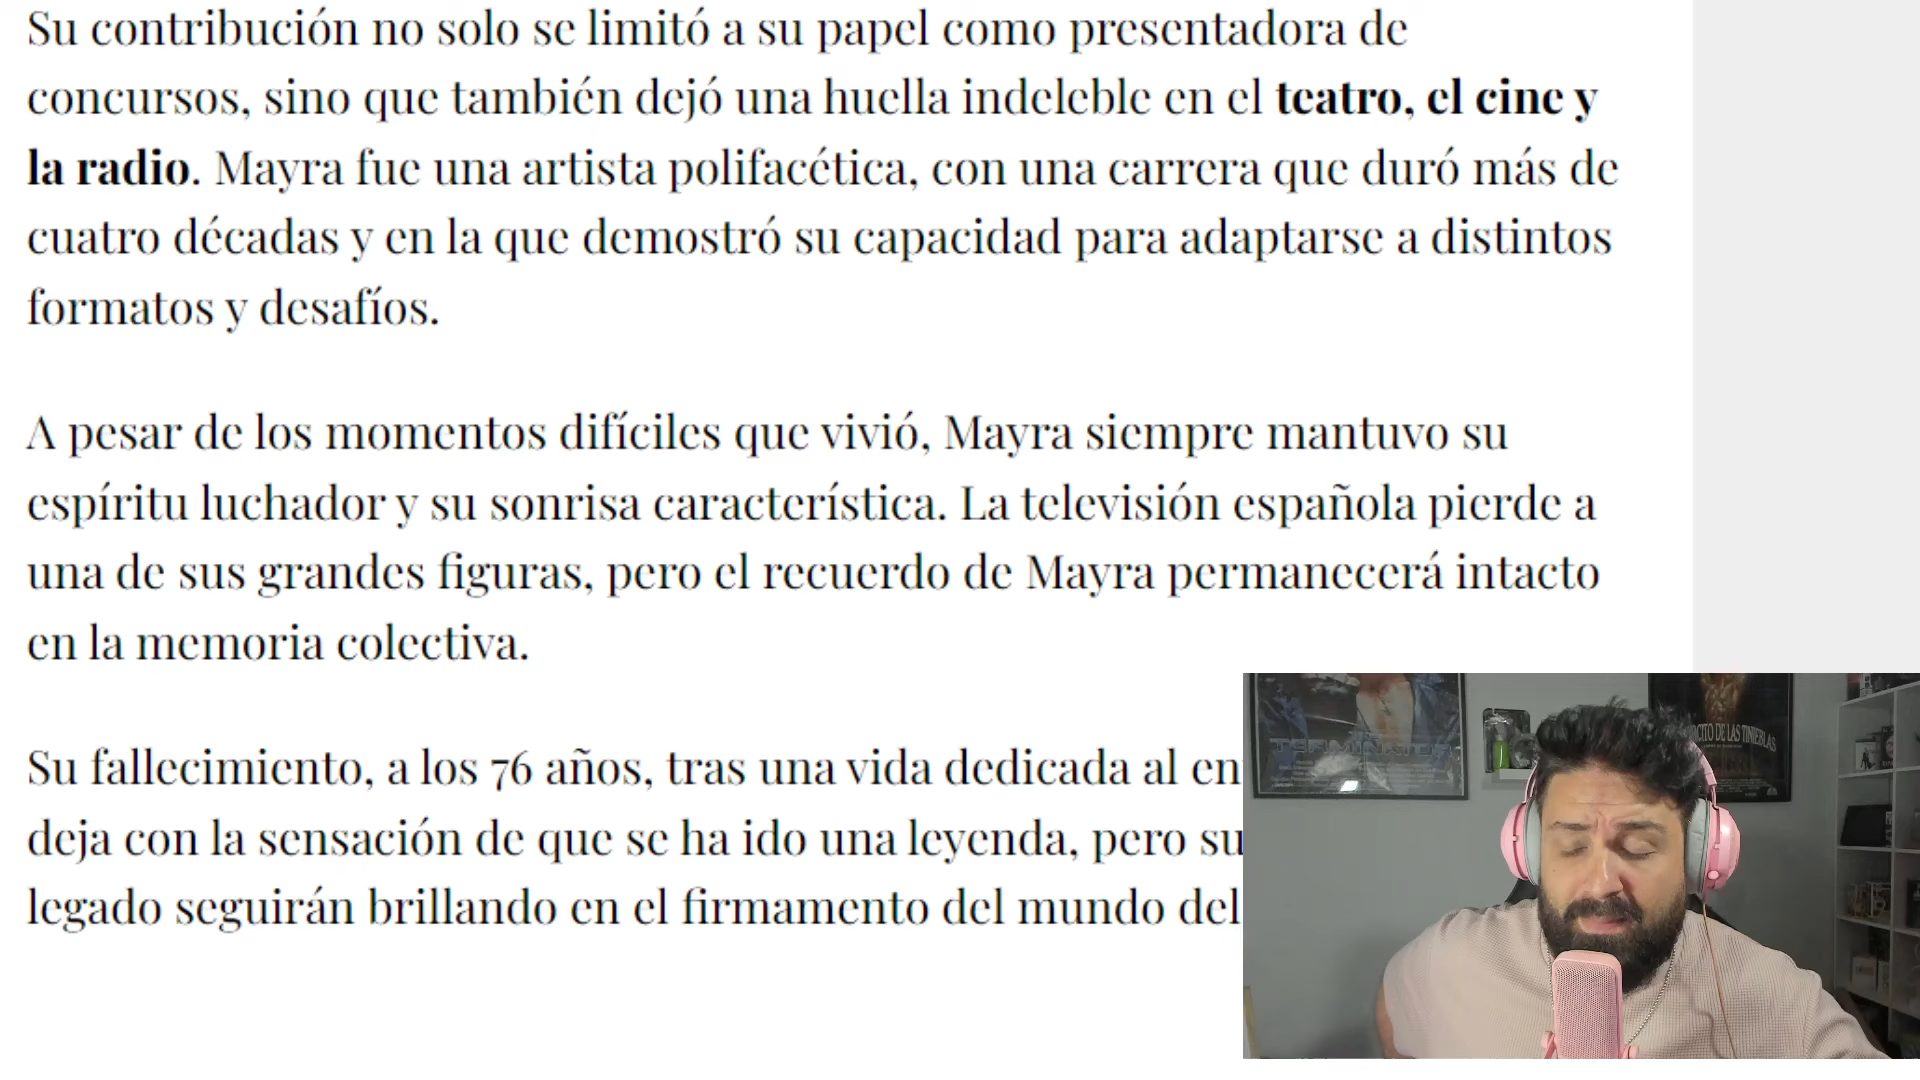 Su contribución no solo se limitó a su papel como presentadora de
concursos, sino que también dejó una huella indeleble en el teatro, el cine y
la radio. Mayra fue una artista polifacética, con una carrera que duró más de
cuatro décadas y en la que demostró su capacidad para adaptarse a distintos
formatos y desafíos.
A pesar de los momentos difíciles que vivió, Mayra siempre mantuvo su
espíritu luchador y su sonrisa característica. La televisión española pierde a
una de sus grandes figuras, pero el recuerdo de Mayra permanecerá intacto
en la memoria colectiva.
Su fallecimiento, a los 76 años, tras una vida dedicada al en
deja con la sensación de que se ha ido una leyenda, pero su
legado seguirán brillando en el firmamento del mundo del
TERMINATOR
CITO DE LAS TINIEBLAS